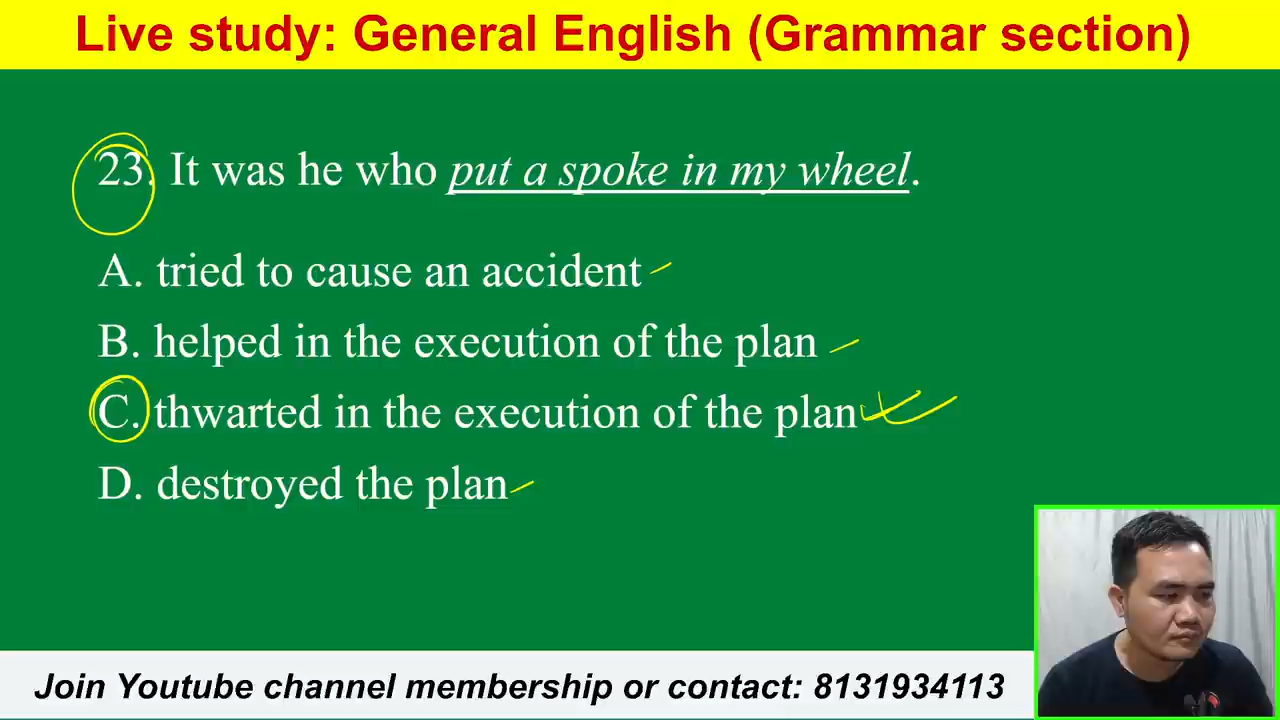 Live study: General English (Grammar section)
23. It was he who put a spoke in my wheel.
A. tried to cause an accident
B. helped in the execution of the plan
C. thwarted in the execution of the plan
D. destroyed the plan
Join Youtube channel membership or contact: 8131934113